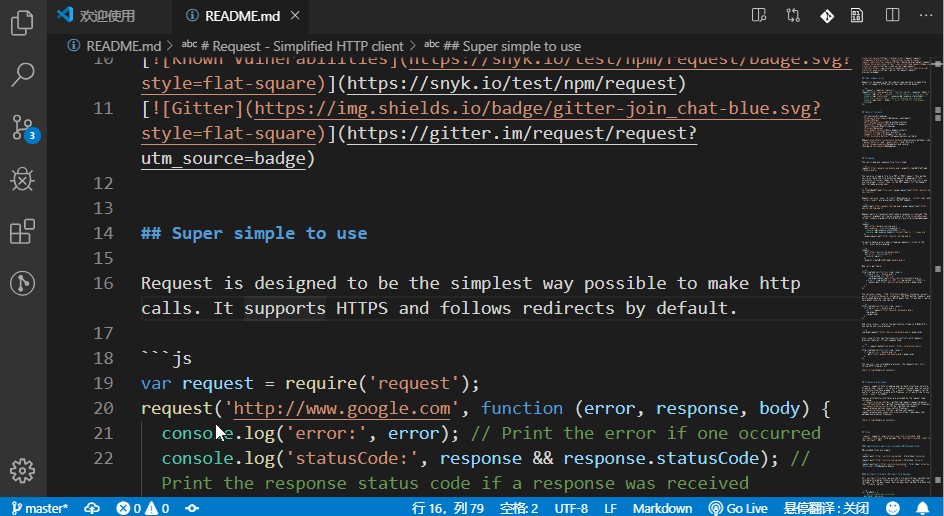 欢迎使用
README.md
README.md > # Request - Simplified HTTP client > ## Super simple to use
10 [![Known Vulnerabilities](https://snyk.io/test/npm/request/badge.svg?
style=flat-square)](https://snyk.io/test/npm/request)
11 [![Gitter](https://img.shields.io/badge/gitter-join_chat-blue.svg?
style=flat-square)](https://gitter.im/request/request?
utm_source=badge)
12
13
14 ## Super simple to use
15
16 Request is designed to be the simplest way possible to make http
calls. It supports HTTPS and follows redirects by default.
17
18 ```js
19 var request = require('request');
20 request('http://www.google.com', function (error, response, body) {
21 console.log('error:', error); // Print the error if one occurred
22 console.log('statusCode:', response && response.statusCode); //
Print the response status code if a response was received
3
master* 0 0 行 16，列 79 空格: 2 UTF-8 LF Markdown Go Live 悬停翻译 : 关闭